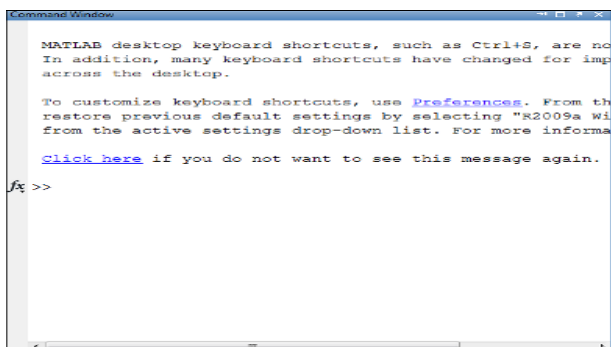 Command Window
MATLAB desktop keyboard shortcuts, such as Ctrl+S, are no
In addition, many keyboard shortcuts have changed for imp
across the desktop.
To customize keyboard shortcuts, use Preferences. From th
restore previous default settings by selecting "R2009a Wi
from the active settings drop-down list. For more informa
Click here if you do not want to see this message again.
fx >>